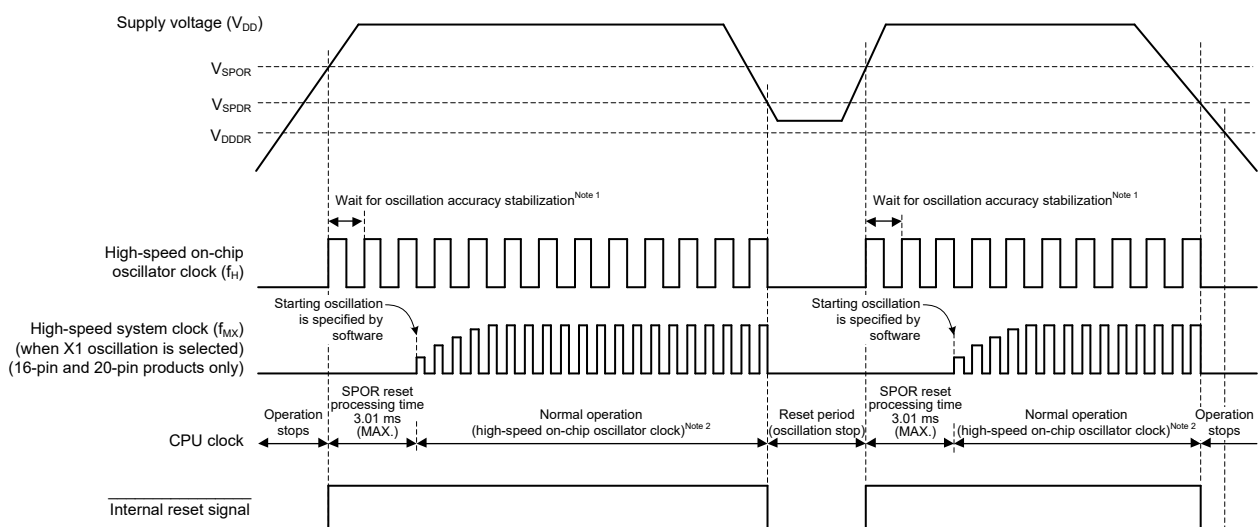 Supply voltage (VDD)
VSPOR
VSPDR
VDDDR
Wait for oscillation accuracy stabilizationNote 1
Wait for oscillation accuracy stabilizationNote 1
High-speed on-chip
oscillator clock (fH)
Starting oscillation
is specified by
software
Starting oscillation
is specified by
software
High-speed system clock (fMX)
(when X1 oscillation is selected)
(16-pin and 20-pin products only)
CPU clock
Operation
stops
SPOR reset
processing time
3.01 ms
(MAX.)
Normal operation
(high-speed on-chip oscillator clock)Note 2
Reset period
(oscillation stop)
SPOR reset
processing time
3.01 ms
(MAX.)
Normal operation
(high-speed on-chip oscillator clock)Note 2
Operation
stops
Internal reset signal